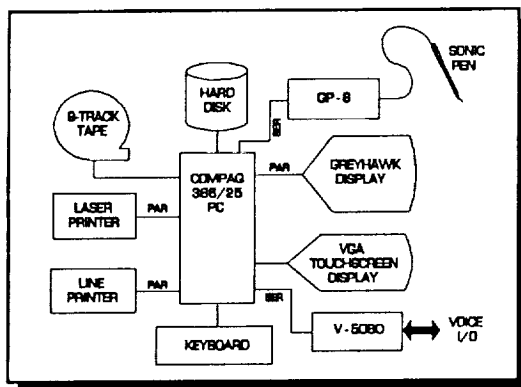 SONIC
PEN
HARD
DISK
GP-8
SER
9-TRACK
TAPE
PAR
GREYHAWK
DISPLAY
COMPAQ
386/25
PC
LASER
PRINTER
PAR
VGA
TOUCHSCREEN
DISPLAY
LINE
PRINTER
PAR
SER
V-5080
VOICE
I/O
KEYBOARD